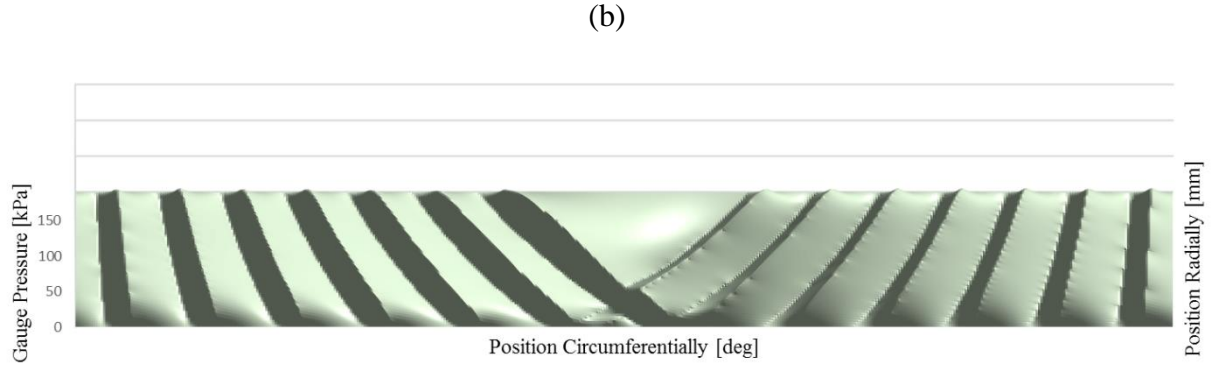 (b)
Gauge Pressure [kPa]
150
100
50
0
Position Circumferentially [deg]
Position Radially [mm]